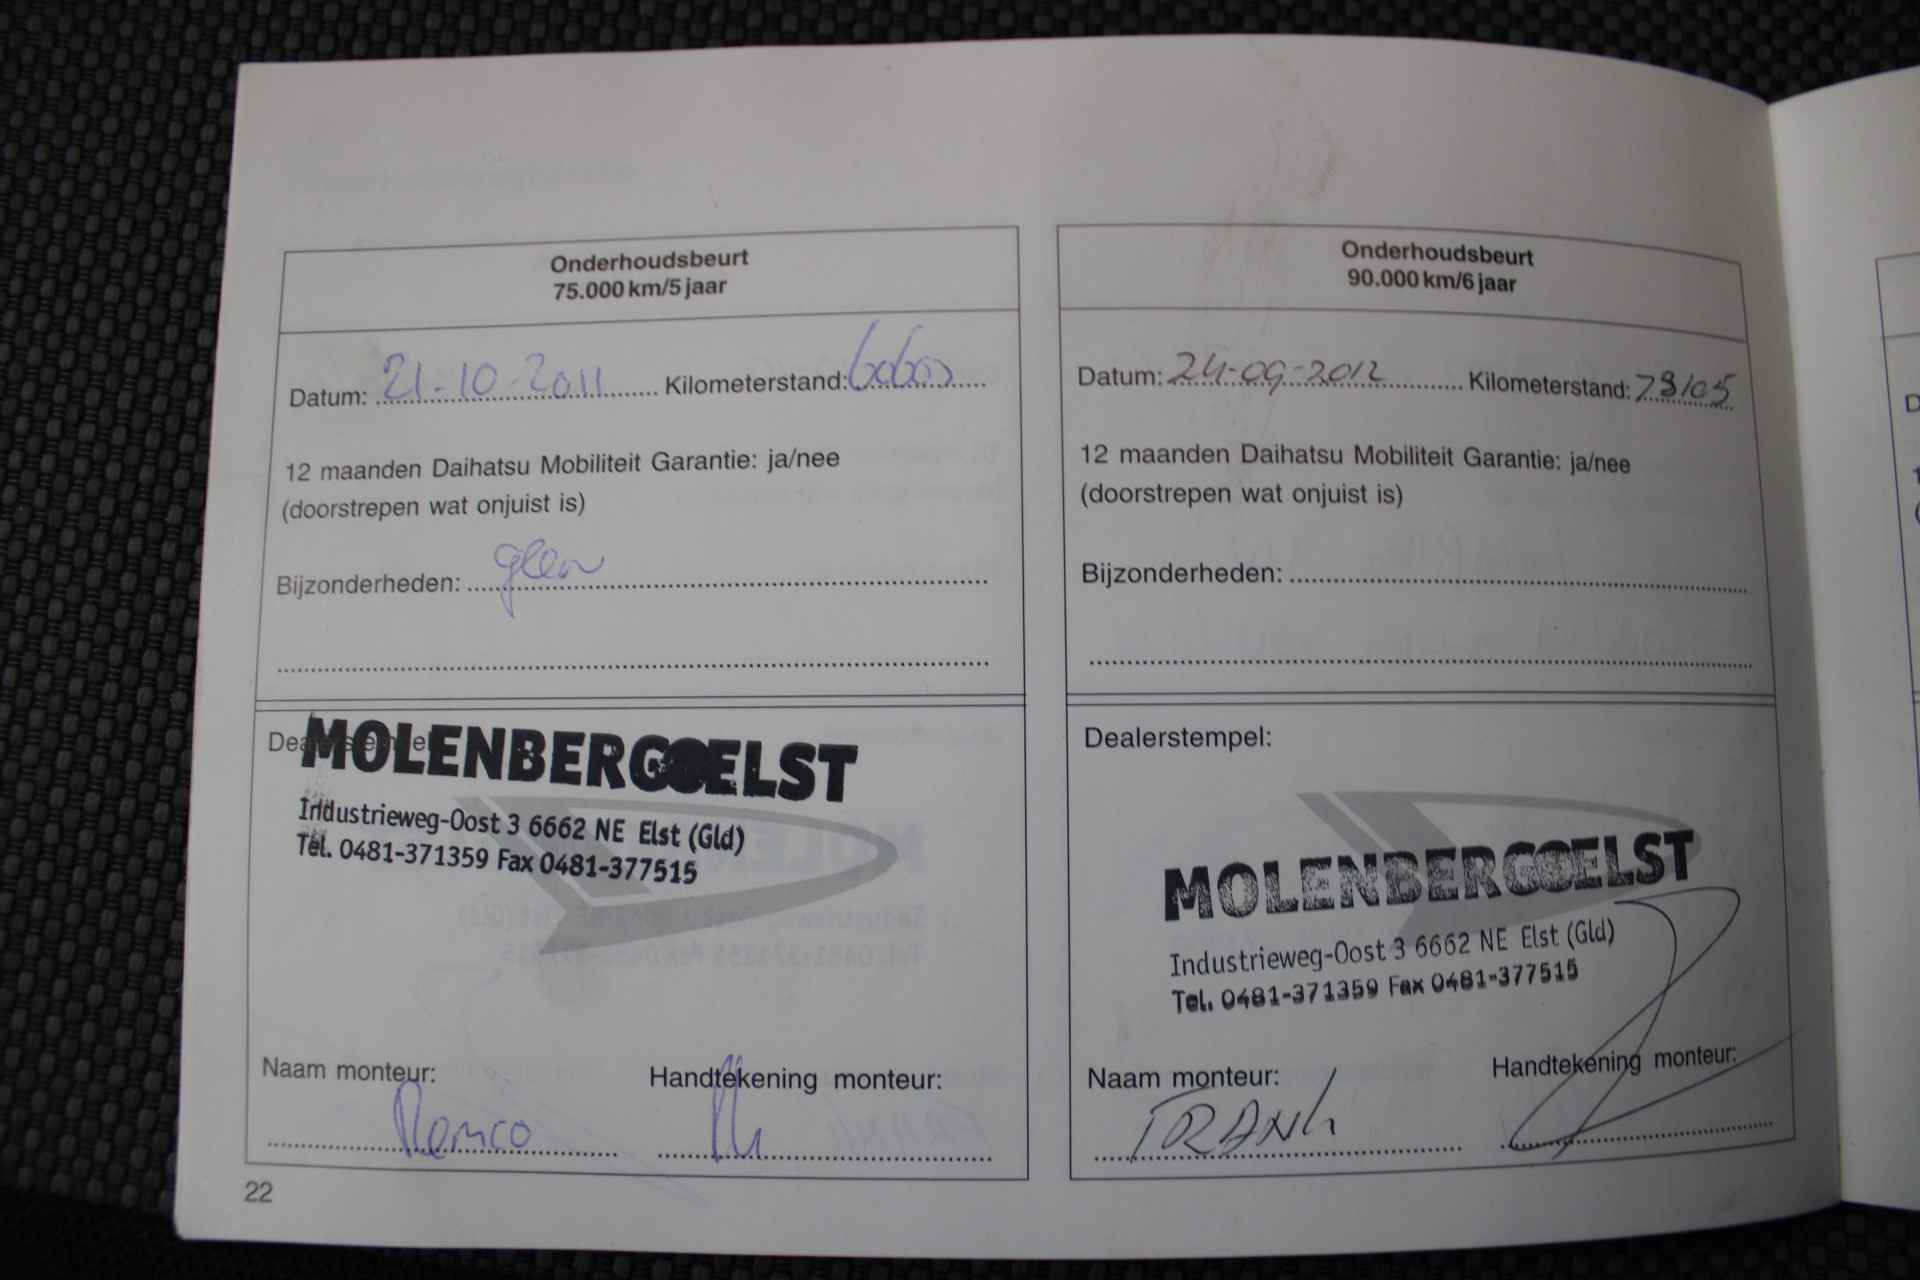 Onderhoudsbeurt
75.000 km/5 jaar
Datum: 21-10-2011 Kilometerstand:
12 maanden Daihatsu Mobiliteit Garantie: ja/nee
(doorstrepen wat onjuist is)
Bijzonderheden: geen
Dealerstempel:
MOLENBERG ELST
Industrieweg-Oost 3 6662 NE Elst (Gld)
Tel. 0481-371359 Fax 0481-377515
Naam monteur: Handtekening monteur:
Remco
22
Onderhoudsbeurt
90.000 km/6 jaar
Datum: 24-09-2012 Kilometerstand: 73105
12 maanden Daihatsu Mobiliteit Garantie: ja/nee
(doorstrepen wat onjuist is)
Bijzonderheden:
Dealerstempel:
MOLENBERG ELST
Industrieweg-Oost 3 6662 NE Elst (Gld)
Tel. 0481-371359 Fax 0481-377515
Naam monteur: Handtekening monteur:
FRANK